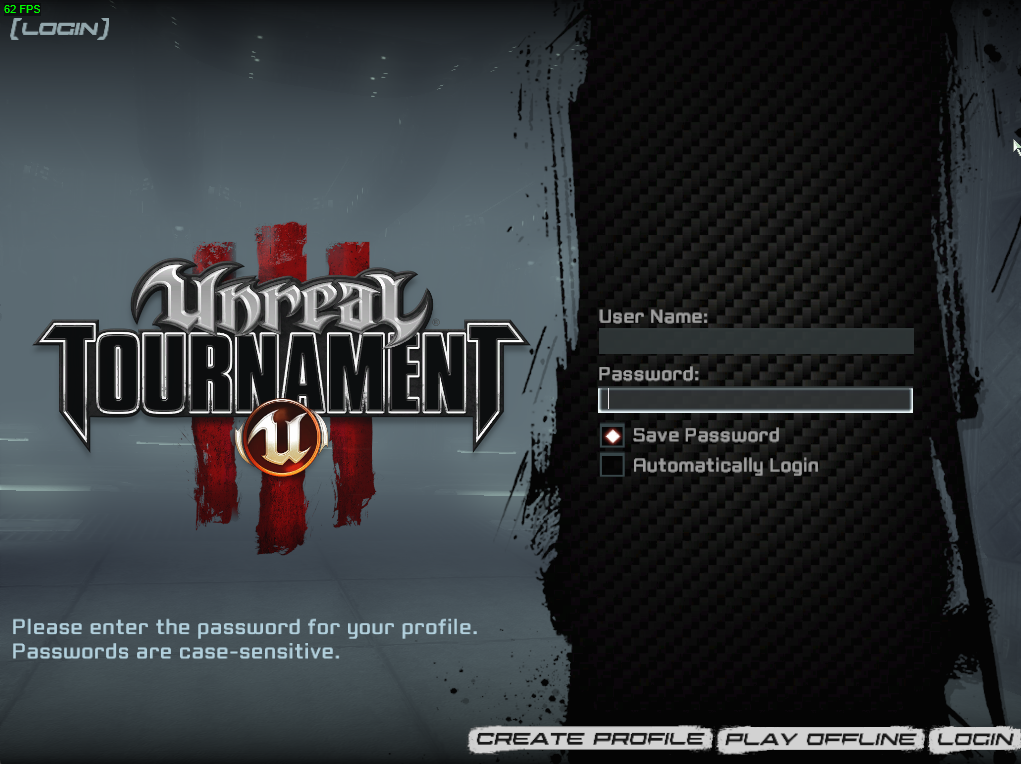 62 FPS
[LOGIN]
Unreal
TOURNAMENT
User Name:
Password:
Save Password
Automatically Login
Please enter the password for your profile.
Passwords are case-sensitive.
CREATE PROFILE PLAY OFFLINE LOGIN